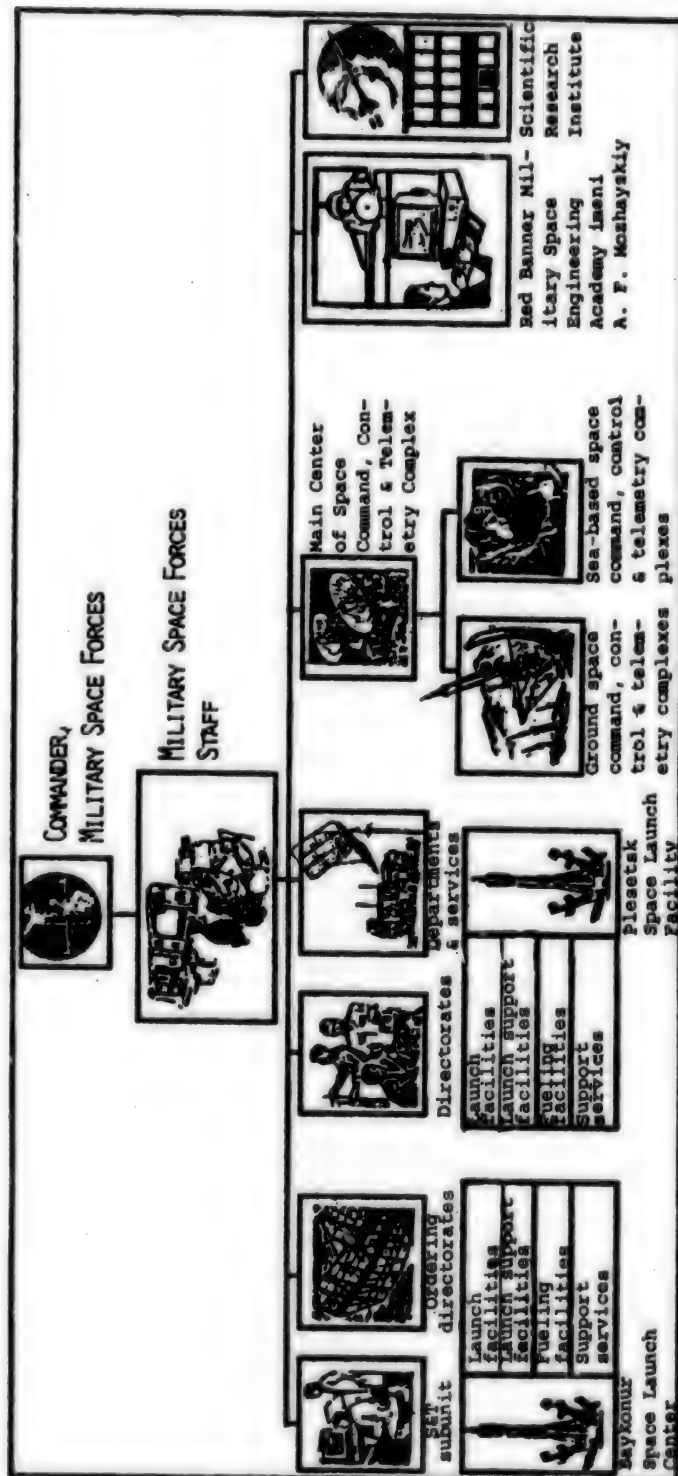 COMMANDER,
MILITARY SPACE FORCES
MILITARY SPACE FORCES
STAFF
S&T
subunit
Ordering
directorates
Directorates
Departments
& services
Main Center
of Space
Command, Con-
trol & Telem-
etry Complex
Red Banner Mil-
itary Space
Engineering
Academy imeni
A. F. Mozhayskiy
Scientific
Research
Institute
Baykonur
Space Launch
Center
Launch
facilities
Launch support
facilities
Fueling
facilities
Support
services
Launch
facilities
Launch support
facilities
Fueling
facilities
Support
services
Plesetsk
Space Launch
Facility
Ground space
command, con-
trol & telem-
etry complexes
Sea-based space
command, control
& telemetry com-
plexes